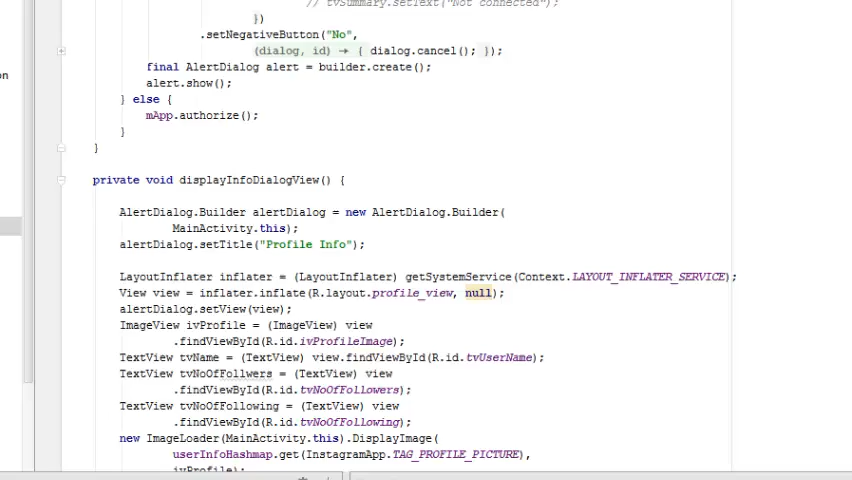 // tvSummary.setText("Not connected");
})
.setNegativeButton("No",
(dialog, id) → { dialog.cancel(); });
final AlertDialog alert = builder.create();
on
alert.show();
} else {
mApp.authorize();
}
}
private void displayInfoDialogView() {
AlertDialog.Builder alertDialog = new AlertDialog.Builder(
MainActivity.this);
alertDialog.setTitle("Profile Info");
LayoutInflater inflater = (LayoutInflater) getSystemService(Context.LAYOUT_INFLATER_SERVICE);
View view = inflater.inflate(R.layout.profile_view, null);
alertDialog.setView(view);
ImageView ivProfile = (ImageView) view
.findViewById(R.id.ivProfileImage);
TextView tvName = (TextView) view.findViewById(R.id.tvUserName);
TextView tvNoOfFollwers = (TextView) view
.findViewById(R.id.tvNoOfFollowers);
TextView tvNoOfFollowing = (TextView) view
.findViewById(R.id.tvNoOfFollowing);
new ImageLoader(MainActivity.this).DisplayImage(
userInfoHashmap.get(InstagramApp.TAG_PROFILE_PICTURE),
ivProfile);